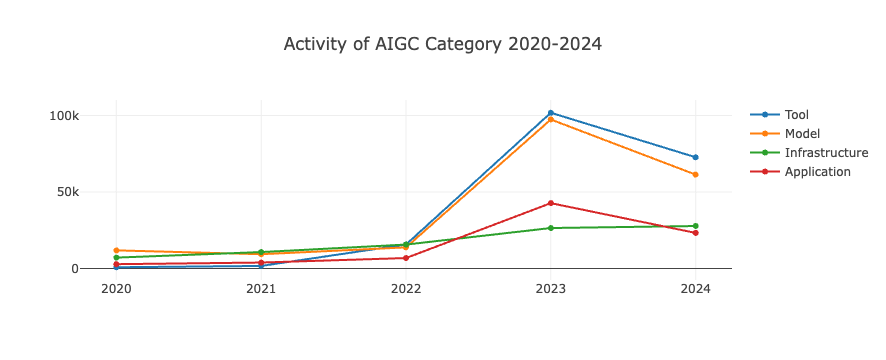 Activity of AIGC Category 2020-2024
100k
50k
0
2020 2021 2022 2023 2024
Tool
Model
Infrastructure
Application